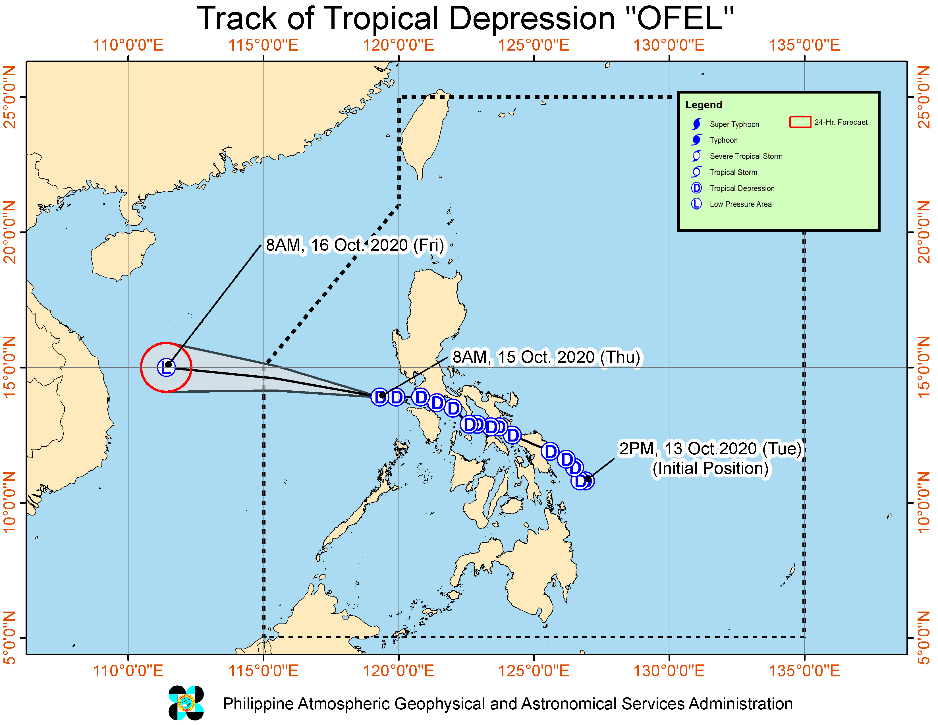 Track of Tropical Depression "OFEL"
110°0'0"E 115°0'0"E 120°0'0"E 125°0'0"E 130°0'0"E 135°0'0"E
25°0'0"N 25°0'0"N
Legend
Super Typhoon 24-Hr. Forecast
Typhoon
Severe Tropical Storm
Tropical Storm
D Tropical Depression
L Low Pressure Area
20°0'0"N 20°0'0"N
8AM, 16 Oct. 2020 (Fri)
15°0'0"N 15°0'0"N
8AM, 15 Oct. 2020 (Thu)
L
D D D D D D D D D D D D D D D
2PM, 13 Oct.2020 (Tue)
(Initial Position)
10°0'0"N 10°0'0"N
5°0'0"N 5°0'0"N
110°0'0"E 115°0'0"E 120°0'0"E 125°0'0"E 130°0'0"E 135°0'0"E
Philippine Atmospheric Geophysical and Astronomical Services Administration